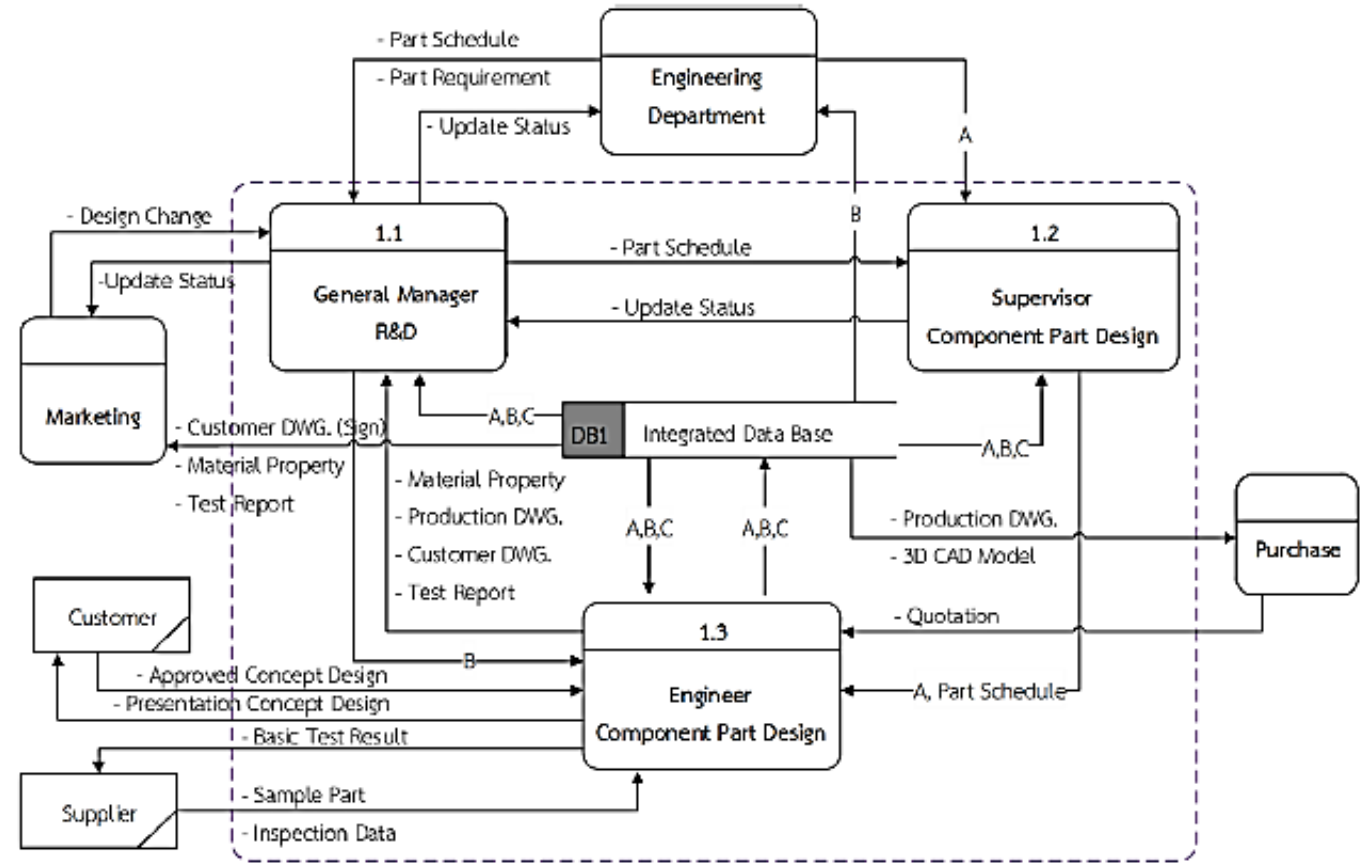 - Part Schedule
- Part Requirement
Engineering
Department
- Update Status
A
B
- Design Change
-Update Status
1.1
General Manager
R&D
- Part Schedule
- Update Status
1.2
Supervisor
Component Part Design
Marketing
- Customer DWG. (Sign)
- Material Property
- Test Report
A,B,C
DB1
Integrated Data Base
A,B,C
- Material Property
- Production DWG.
- Customer DWG.
- Test Report
A,B,C
A,B,C
- Production DWG.
- 3D CAD Model
Purchase
- Quotation
Customer
B
- Approved Concept Design
- Presentation Concept Design
- Basic Test Result
1.3
Engineer
Component Part Design
A, Part Schedule
Supplier
- Sample Part
- Inspection Data